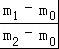 m₁ − m₀
m₂ − m₀